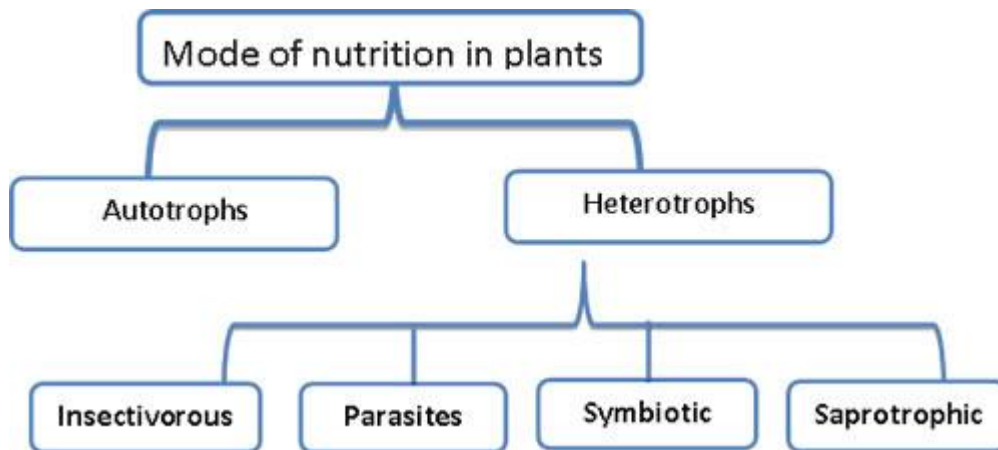 Mode of nutrition in plants
Autotrophs
Heterotrophs
Insectivorous
Parasites
Symbiotic
Saprotrophic